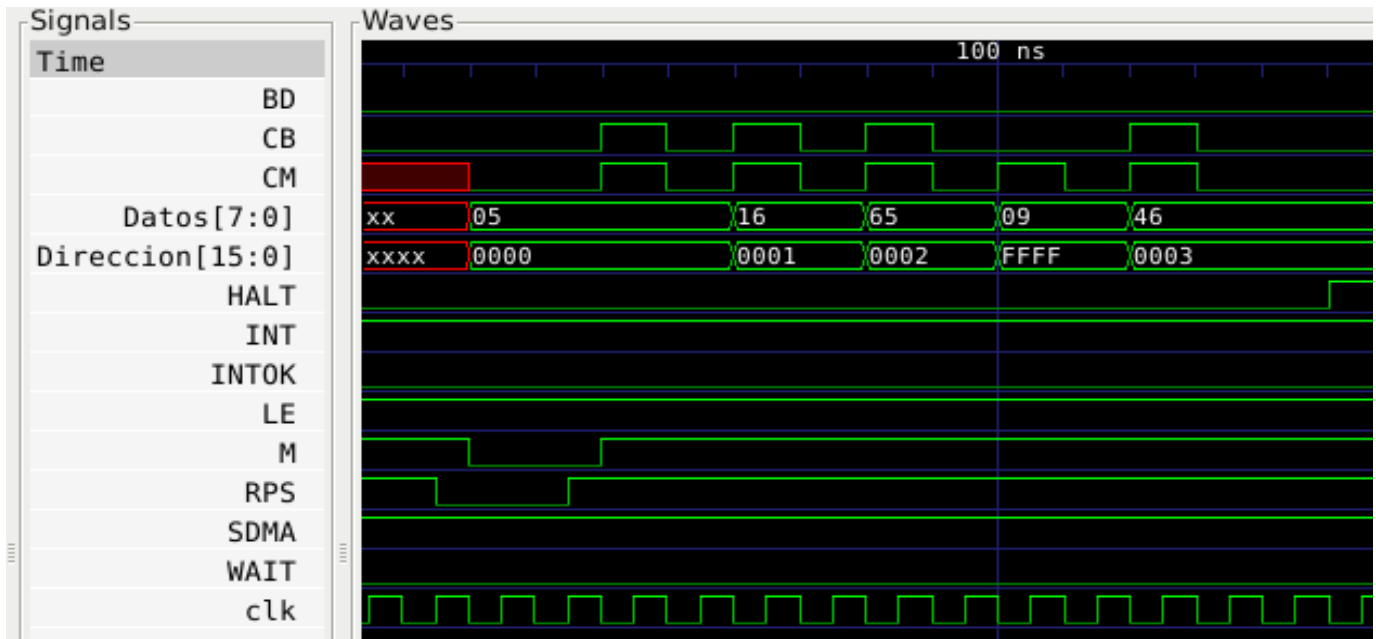 Signals
Waves
Time
100 ns
BD
CB
CM
Datos[7:0]
xx 05 16 65 09 46
Direccion[15:0]
xxxx 0000 0001 0002 FFFF 0003
HALT
INT
INTOK
LE
M
RPS
SDMA
WAIT
clk